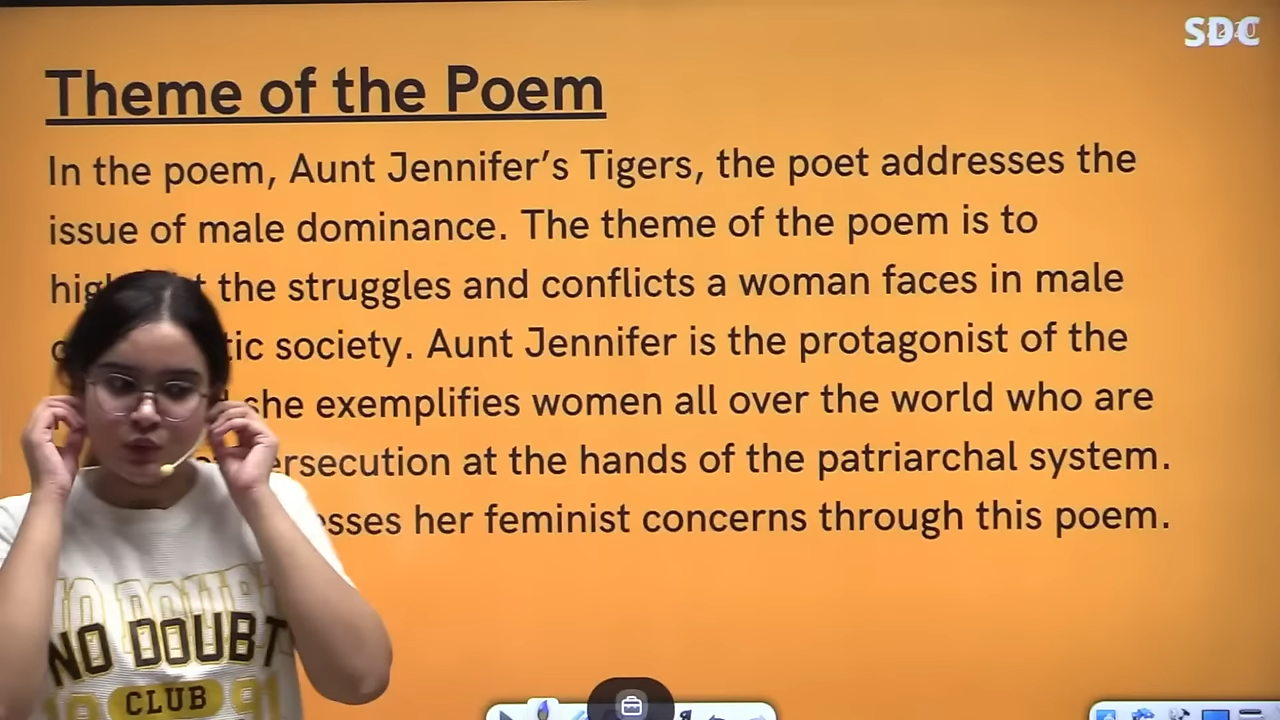 SDC
Theme of the Poem
In the poem, Aunt Jennifer's Tigers, the poet addresses the
issue of male dominance. The theme of the poem is to
the struggles and conflicts a woman faces in male
society. Aunt Jennifer is the protagonist of the
she exemplifies women all over the world who are
at the hands of the patriarchal system.
her feminist concerns through this poem.
NO DOUBT
NO DOUBT
CLUB